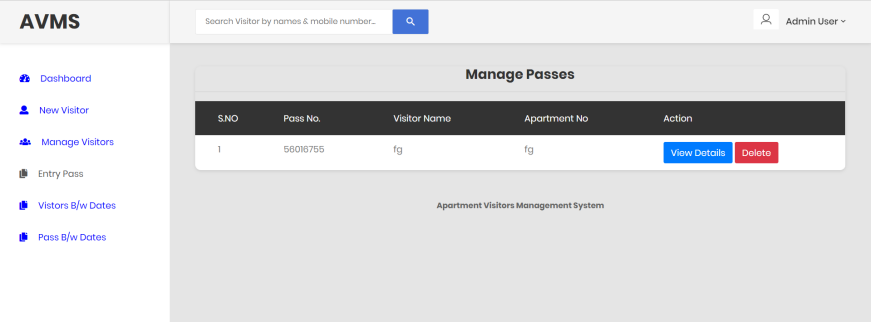 AVMS
Search Visitor by names & mobile number...
Admin User
Dashboard
New Visitor
Manage Visitors
Entry Pass
Vistors B/w Dates
Pass B/w Dates
Manage Passes
S.NO Pass No. Visitor Name Apartment No Action
1 56016755 fg fg View Details Delete
Apartment Visitors Management System